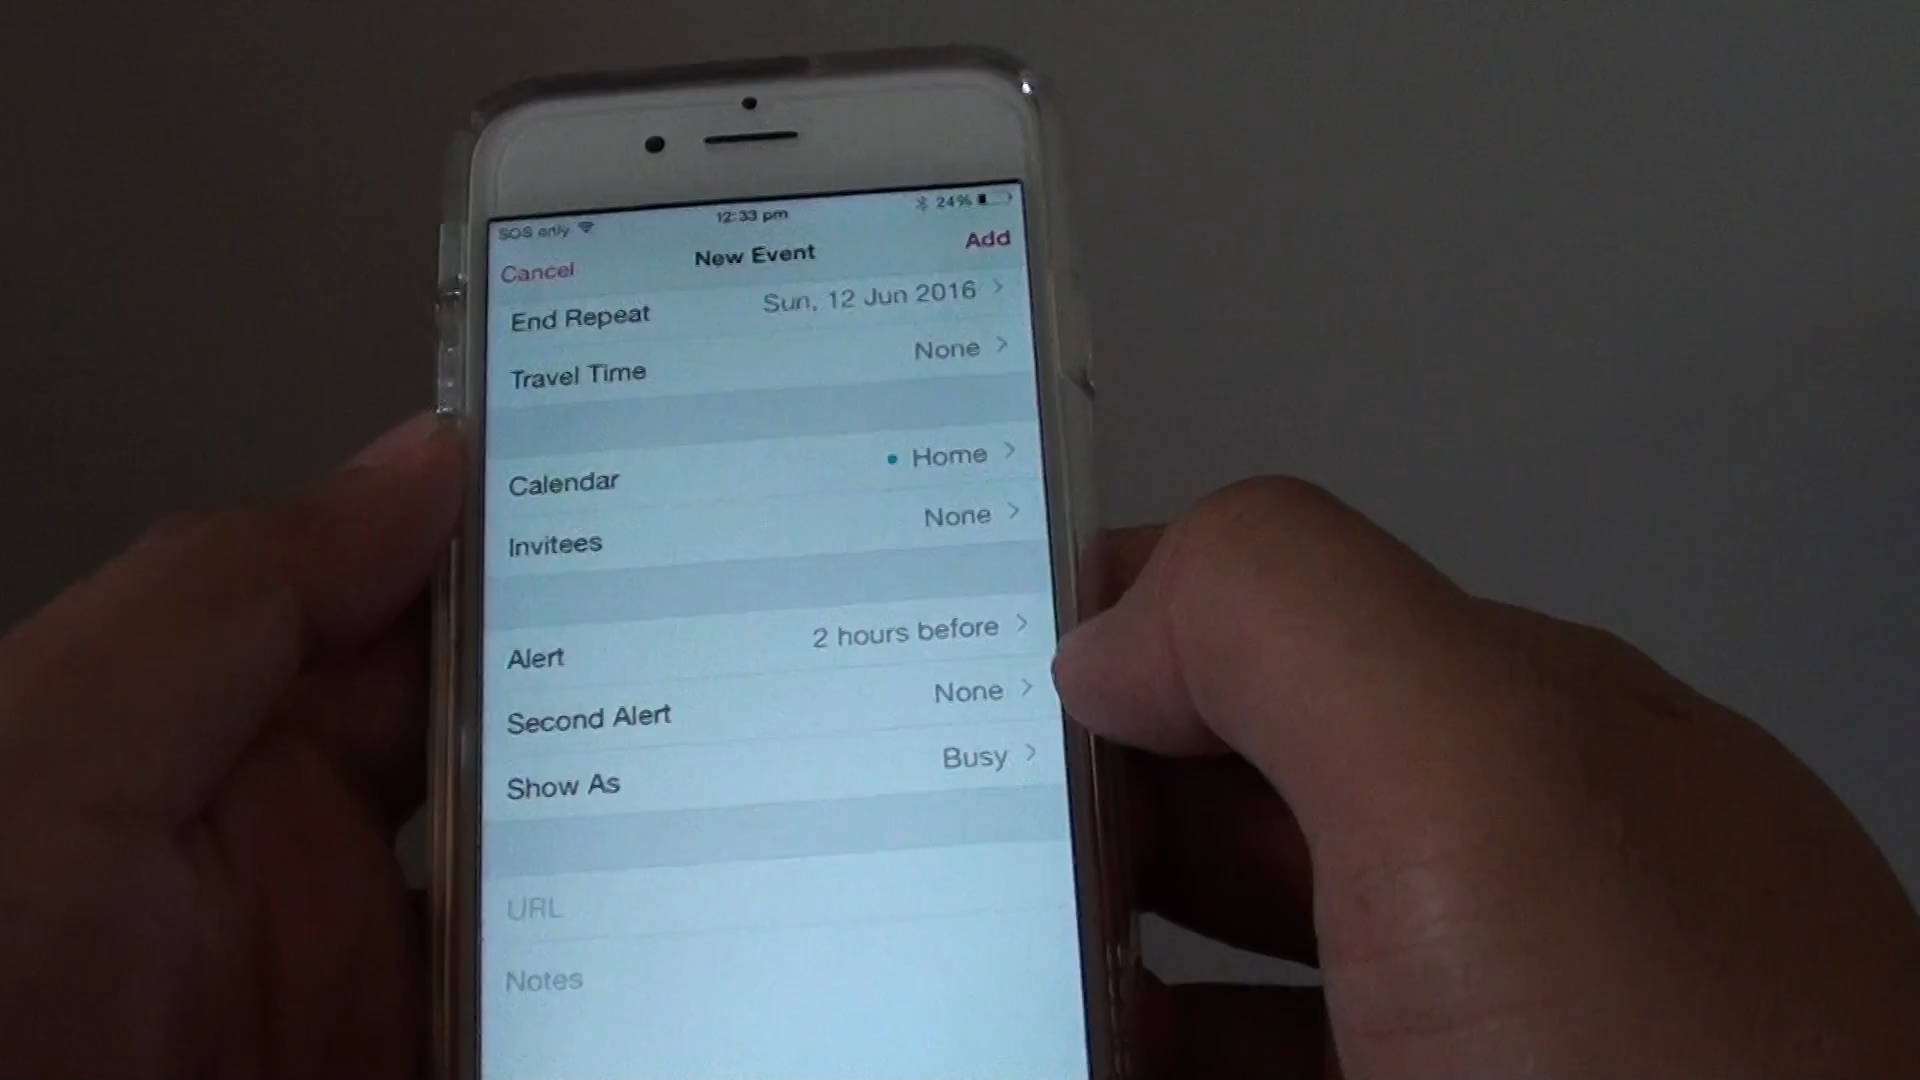 SOS only 12:33 pm 24%
Cancel New Event Add
End Repeat Sun, 12 Jun 2016
Travel Time None
Calendar Home
Invitees None
Alert 2 hours before
Second Alert None
Show As Busy
URL
Notes